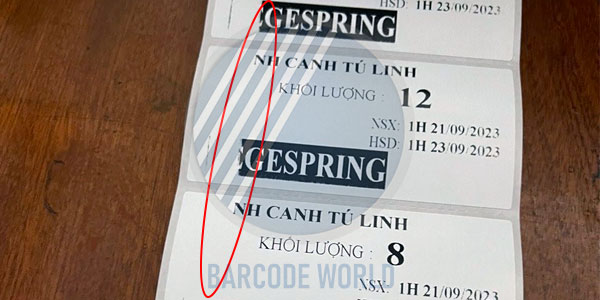 HSD: 1H 23/09/2023
GESPRING
NH CANH TÚ LINH
KHỐI LƯỢNG : 12
NSX: 1H 21/09/2023
HSD: 1H 23/09/2023
GESPRING
NH CANH TÚ LINH
KHỐI LƯỢNG : 8
NSX: 1H 21/09/2023
BARCODE WORLD